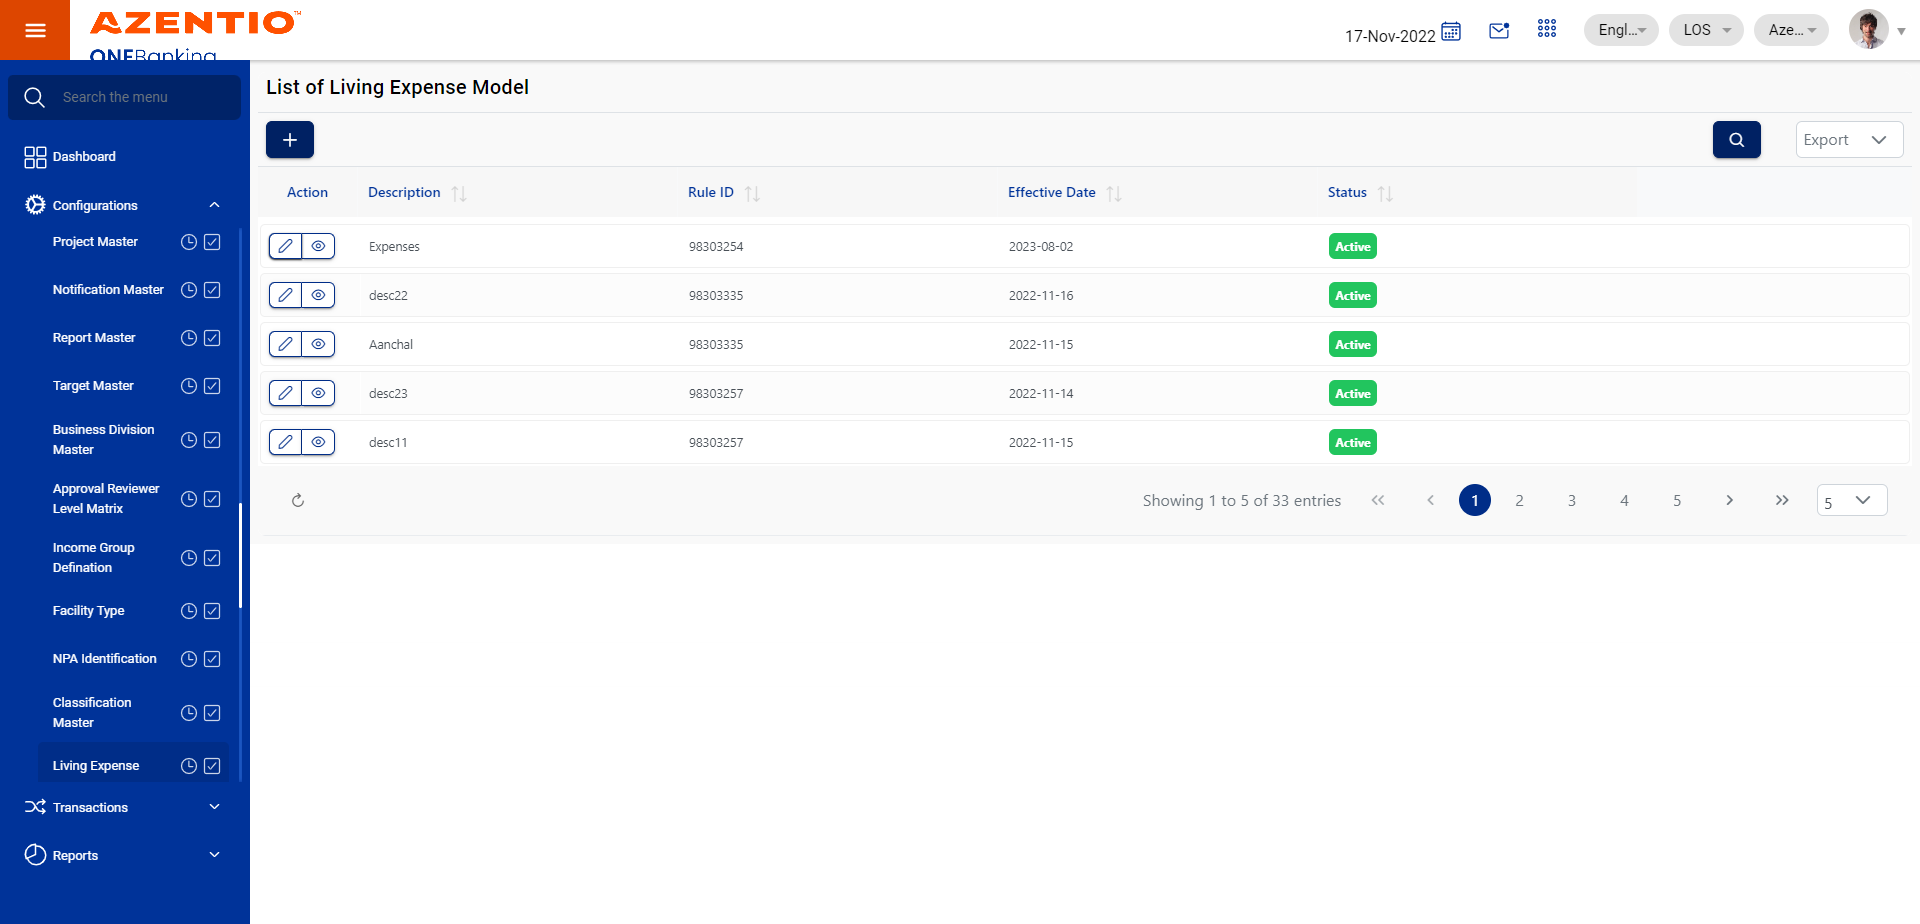 AZENTIO™
ONEBanking
17-Nov-2022
Engl...
LOS
Aze...
Search the menu
Dashboard
Configurations
Project Master
Notification Master
Report Master
Target Master
Business Division
Master
Approval Reviewer
Level Matrix
Income Group
Defination
Facility Type
NPA Identification
Classification
Master
Living Expense
Transactions
Reports
List of Living Expense Model
Export
Action Description Rule ID Effective Date Status
Expenses 98303254 2023-08-02 Active
desc22 98303335 2022-11-16 Active
Aanchal 98303335 2022-11-15 Active
desc23 98303257 2022-11-14 Active
desc11 98303257 2022-11-15 Active
Showing 1 to 5 of 33 entries 1 2 3 4 5 5